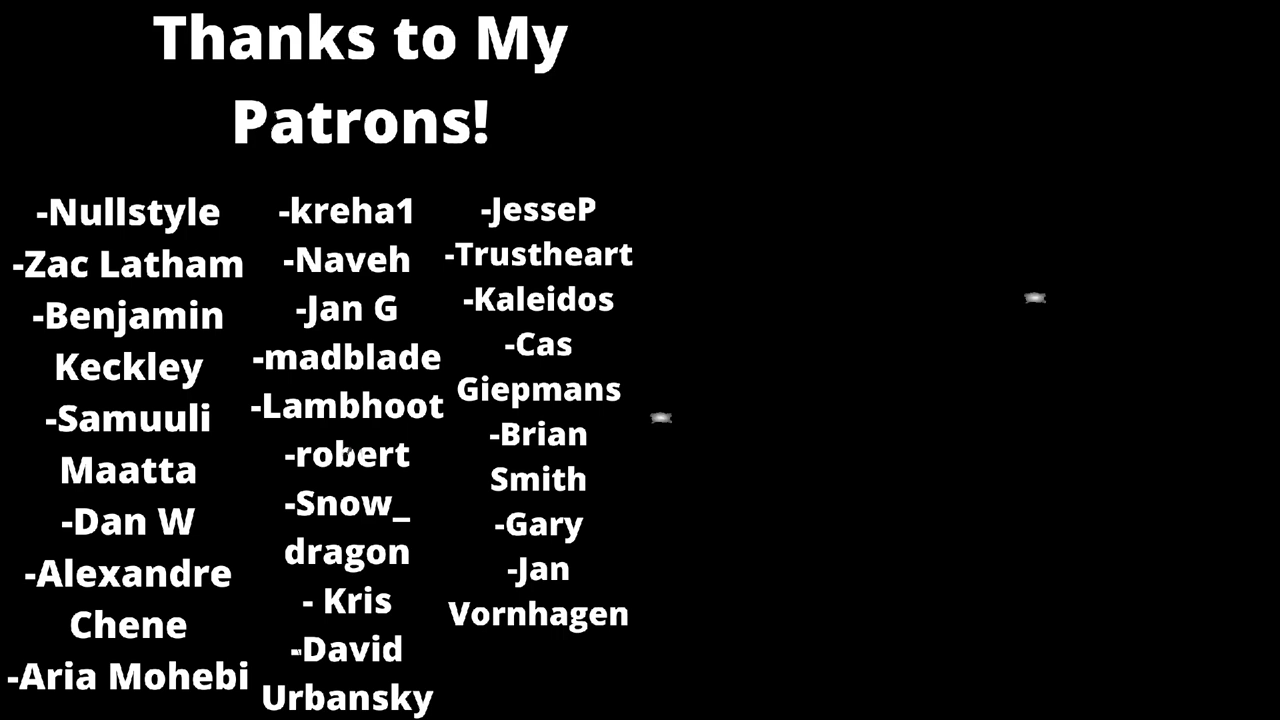 Thanks to My
Patrons!
-Nullstyle
-Zac Latham
-Benjamin
Keckley
-Samuuli
Maatta
-Dan W
-Alexandre
Chene
-Aria Mohebi
-kreha1
-Naveh
-Jan G
-madblade
-Lambhoot
-robert
-Snow_
dragon
- Kris
-David
Urbansky
-JesseP
-Trustheart
-Kaleidos
-Cas
Giepmans
-Brian
Smith
-Gary
-Jan
Vornhagen